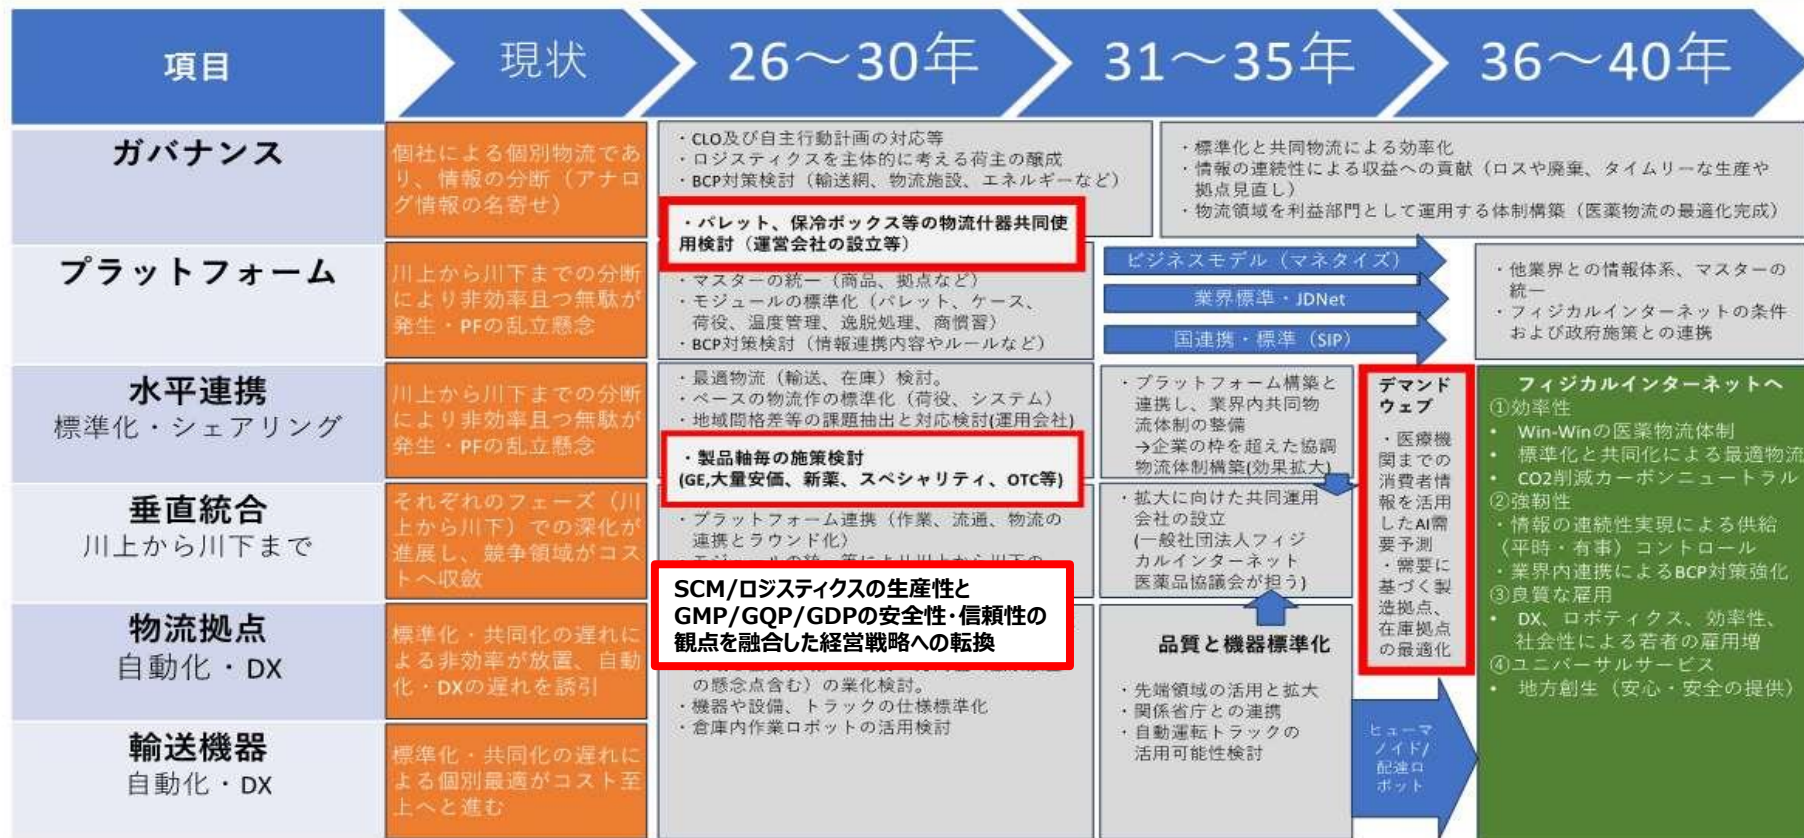 項目
現状
26～30年
31～35年
36～40年
ガバナンス
個社による個別物流であ
り、情報の分断（アナロ
グ情報の名寄せ）
・CLO及び自主行動計画の対応等
・ロジスティクスを主体的に考える荷主の醸成
・BCP対策検討（輸送網、物流施設、エネルギーなど）
・パレット、保冷ボックス等の物流什器共同使
用検討（運営会社の設立等）
・標準化と共同物流による効率化
・情報の連続性による収益への貢献（ロスや廃棄、タイムリーな生産や
拠点見直し）
・物流領域を利益部門として運用する体制構築（医薬物流の最適化完成）
プラットフォーム
川上から川下までの分断
により非効率且つ無駄が
発生・PFの乱立懸念
・マスターの統一（商品、拠点など）
・モジュールの標準化（パレット、ケース、
荷役、温度管理、逸脱処理、商慣習）
・BCP対策検討（情報連携内容やルールなど）
ビジネスモデル（マネタイズ）
業界標準・JDNet
国連携・標準（SIP）
・他業界との情報体系、マスターの
統一
・フィジカルインターネットの条件
および政府施策との連携
水平連携
標準化・シェアリング
川上から川下までの分断
により非効率且つ無駄が
発生・PFの乱立懸念
・最適物流（輸送、在庫）検討。
・ベースの物流作の標準化（荷役、システム）
・地域間格差等の課題抽出と対応検討(運用会社)
・製品軸毎の施策検討
(GE,大量安価、新薬、スペシャリティ、OTC等)
・プラットフォーム構築と
連携し、業界内共同物
流体制の整備
→企業の枠を超えた協調
物流体制構築(効果拡大)
デマンド
ウェブ
・医療機
関までの
消費者情
報を活用
したAI需
要予測
・需要に
基づく製
造拠点、
在庫拠点
の最適化
フィジカルインターネットへ
①効率性
• Win-Winの医薬物流体制
• 標準化と共同化による最適物流
• CO2削減カーボンニュートラル
②強靭性
・情報の連続性実現による供給
（平時・有事）コントロール
・業界内連携によるBCP対策強化
③良質な雇用
• DX、ロボティクス、効率性、
社会性による若者の雇用増
④ユニバーサルサービス
• 地方創生（安心・安全の提供）
垂直統合
川上から川下まで
それぞれのフェーズ（川
上から川下）での深化が
進展し、競争領域がコス
トへ収斂
・プラットフォーム連携（作業、流通、物流の
連携とラウンド化）
SCM/ロジスティクスの生産性と
GMP/GQP/GDPの安全性・信頼性の
観点を融合した経営戦略への転換
・拡大に向けた共同運用
会社の設立
(一般社団法人フィジ
カルインターネット
医薬品協議会が担う)
物流拠点
自動化・DX
標準化・共同化の遅れに
よる非効率が放置、自動
化・DXの遅れを誘引
の懸念点含む）の業化検討。
・機器や設備、トラックの仕様標準化
・倉庫内作業ロボットの活用検討
品質と機器標準化
・先端領域の活用と拡大
・関係省庁との連携
・自動運転トラックの
活用可能性検討
ヒューマ
ノイド/
配達ロ
ボット
輸送機器
自動化・DX
標準化・共同化の遅れに
よる個別最適がコスト至
上へと進む